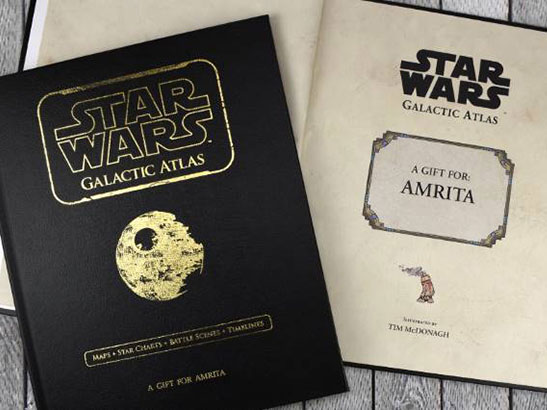 STAR
WARS
GALACTIC ATLAS
MAPS • STAR CHARTS • BATTLE SCENES • TIMELINES
A GIFT FOR AMRITA
STAR
WARS
GALACTIC ATLAS
A GIFT FOR:
AMRITA
ILLUSTRATED BY
TIM McDONAGH